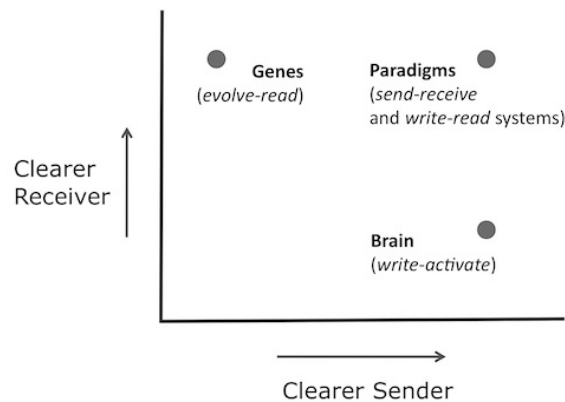 Genes
(evolve-read)
Paradigms
(send-receive
and write-read systems)
Clearer
Receiver
Brain
(write-activate)
Clearer Sender